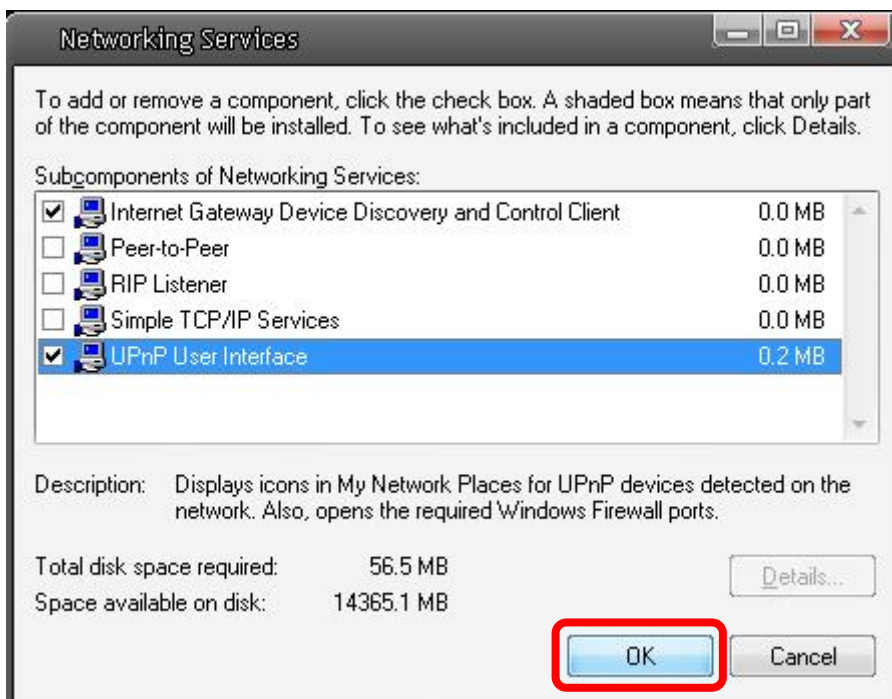 Networking Services
To add or remove a component, click the check box. A shaded box means that only part
of the component will be installed. To see what's included in a component, click Details.
Subcomponents of Networking Services:
Internet Gateway Device Discovery and Control Client 0.0 MB
Peer-to-Peer 0.0 MB
RIP Listener 0.0 MB
Simple TCP/IP Services 0.0 MB
UPnP User Interface 0.2 MB
Description: Displays icons in My Network Places for UPnP devices detected on the
network. Also, opens the required Windows Firewall ports.
Total disk space required: 56.5 MB
Details...
Space available on disk: 14365.1 MB
OK Cancel